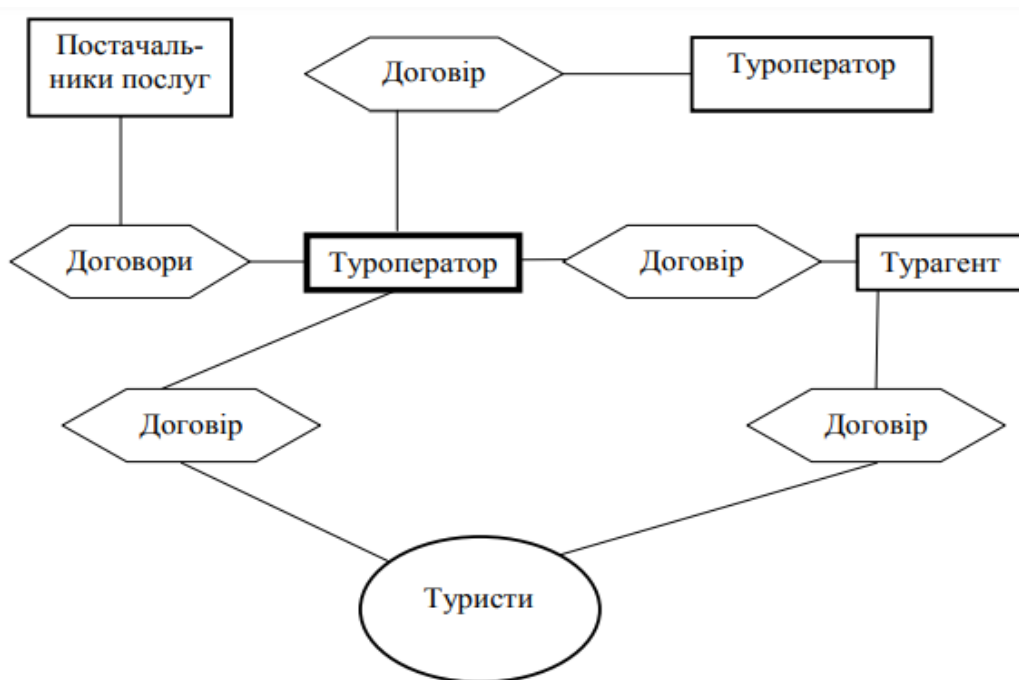 Постачаль-
ники послуг
Договір
Туроператор
Договори
Туроператор
Договір
Турагент
Договір
Договір
Туристи